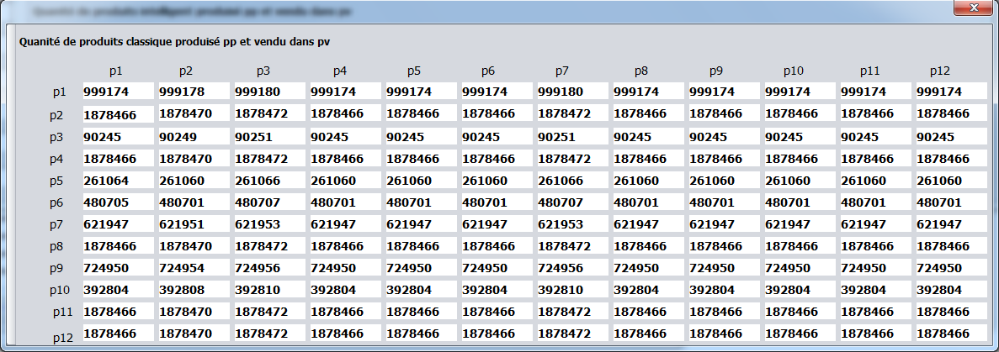 Quantité de produits intelligent produisé pp et vendu dans pv
Quanité de produits classique produisé pp et vendu dans pv
p1 p2 p3 p4 p5 p6 p7 p8 p9 p10 p11 p12
p1 999174 999178 999180 999174 999174 999174 999180 999174 999174 999174 999174 999174
p2 1878466 1878470 1878472 1878466 1878466 1878466 1878472 1878466 1878466 1878466 1878466 1878466
p3 90245 90249 90251 90245 90245 90245 90251 90245 90245 90245 90245 90245
p4 1878466 1878470 1878472 1878466 1878466 1878466 1878472 1878466 1878466 1878466 1878466 1878466
p5 261064 261060 261066 261060 261060 261060 261066 261060 261060 261060 261060 261060
p6 480705 480701 480707 480701 480701 480701 480707 480701 480701 480701 480701 480701
p7 621947 621951 621953 621947 621947 621947 621953 621947 621947 621947 621947 621947
p8 1878466 1878470 1878472 1878466 1878466 1878466 1878472 1878466 1878466 1878466 1878466 1878466
p9 724950 724954 724956 724950 724950 724950 724956 724950 724950 724950 724950 724950
p10 392804 392808 392810 392804 392804 392804 392810 392804 392804 392804 392804 392804
p11 1878466 1878470 1878472 1878466 1878466 1878466 1878472 1878466 1878466 1878466 1878466 1878466
p12 1878466 1878470 1878472 1878466 1878466 1878466 1878472 1878466 1878466 1878466 1878466 1878466